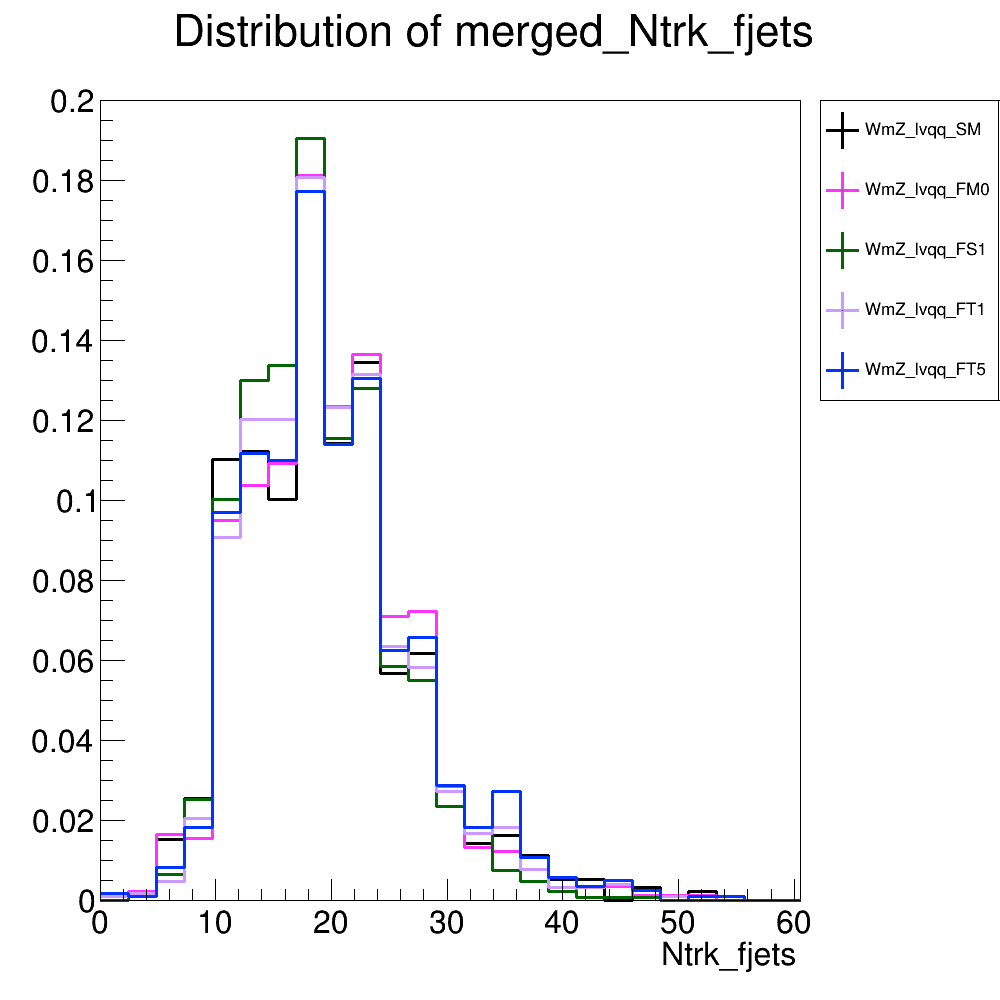 Distribution of merged_Ntrk_fjets
0.2
0.18
0.16
0.14
0.12
0.1
0.08
0.06
0.04
0.02
0
0 10 20 30 40 50 60
Ntrk_fjets
WmZ_lvqq_SM
WmZ_lvqq_FM0
WmZ_lvqq_FS1
WmZ_lvqq_FT1
WmZ_lvqq_FT5